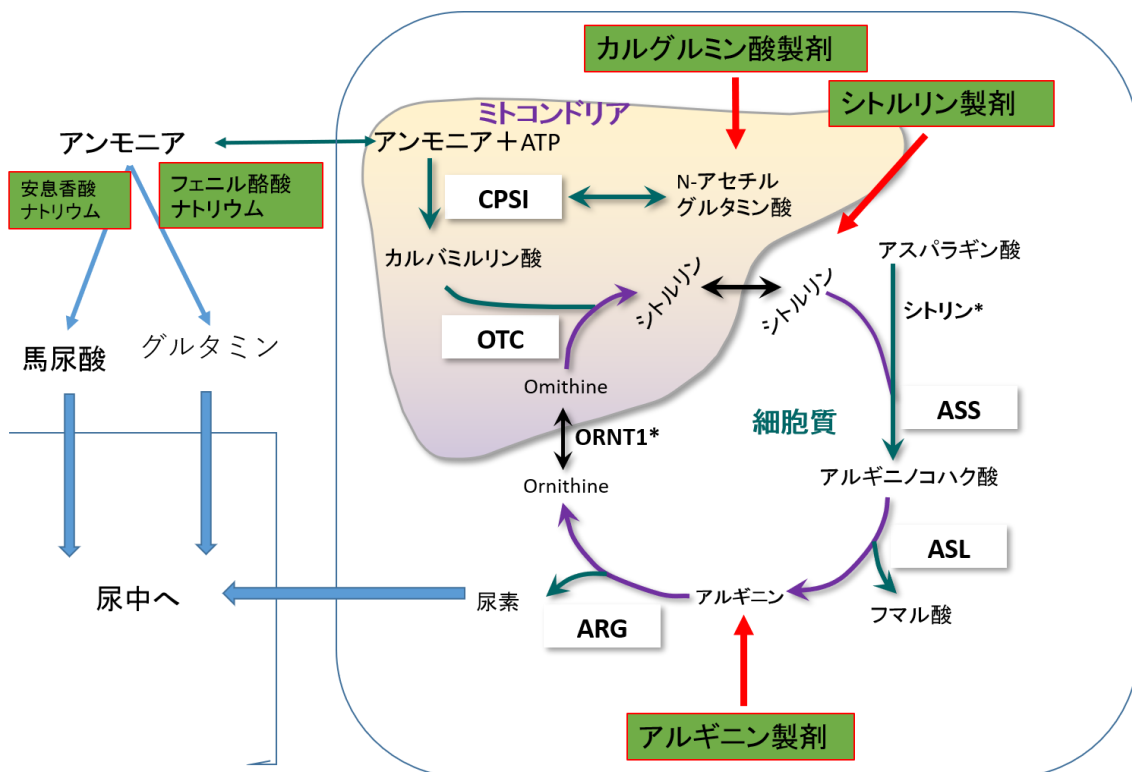 カルグルミン酸製剤
シトルリン製剤
ミトコンドリア
アンモニア
アンモニア＋ATP
安息香酸
ナトリウム
フェニル酪酸
ナトリウム
CPSI
N-アセチル
グルタミン酸
カルバミルリン酸
アスパラギン酸
シトルリン
シトルリン
シトリン*
OTC
馬尿酸
グルタミン
Omithine
ASS
細胞質
ORNT1*
アルギニノコハク酸
Ornithine
ASL
尿中へ
尿素
アルギニン
フマル酸
ARG
アルギニン製剤